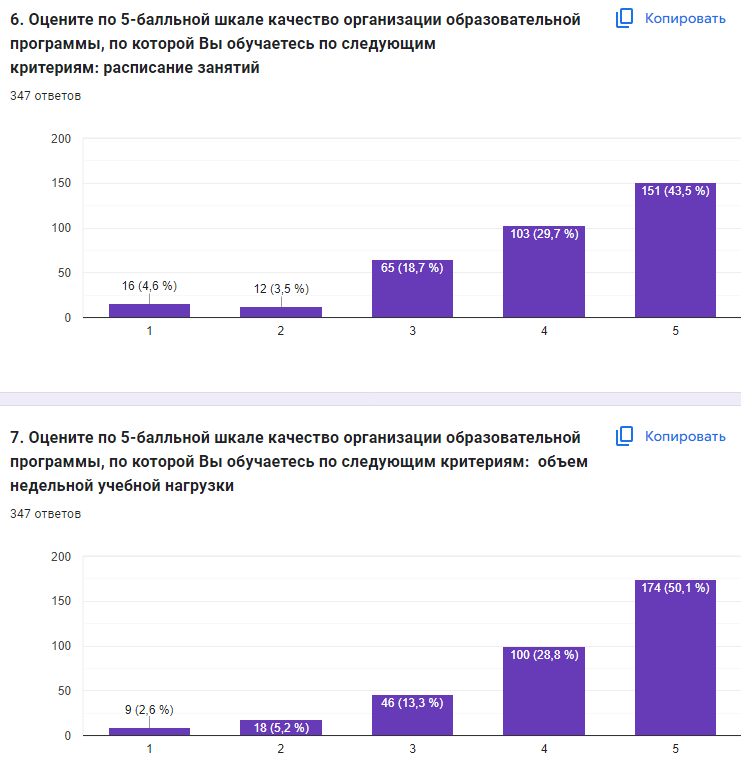 6. Оцените по 5-балльной шкале качество организации образовательной
программы, по которой Вы обучаетесь по следующим
критериям: расписание занятий
Копировать
347 ответов
200
150
100
50
0
16 (4,6 %)
12 (3,5 %)
65 (18,7 %)
103 (29,7 %)
151 (43,5 %)
1 2 3 4 5
7. Оцените по 5-балльной шкале качество организации образовательной
программы, по которой Вы обучаетесь по следующим критериям:  объем
недельной учебной нагрузки
Копировать
347 ответов
200
150
100
50
0
9 (2,6 %)
18 (5,2 %)
46 (13,3 %)
100 (28,8 %)
174 (50,1 %)
1 2 3 4 5